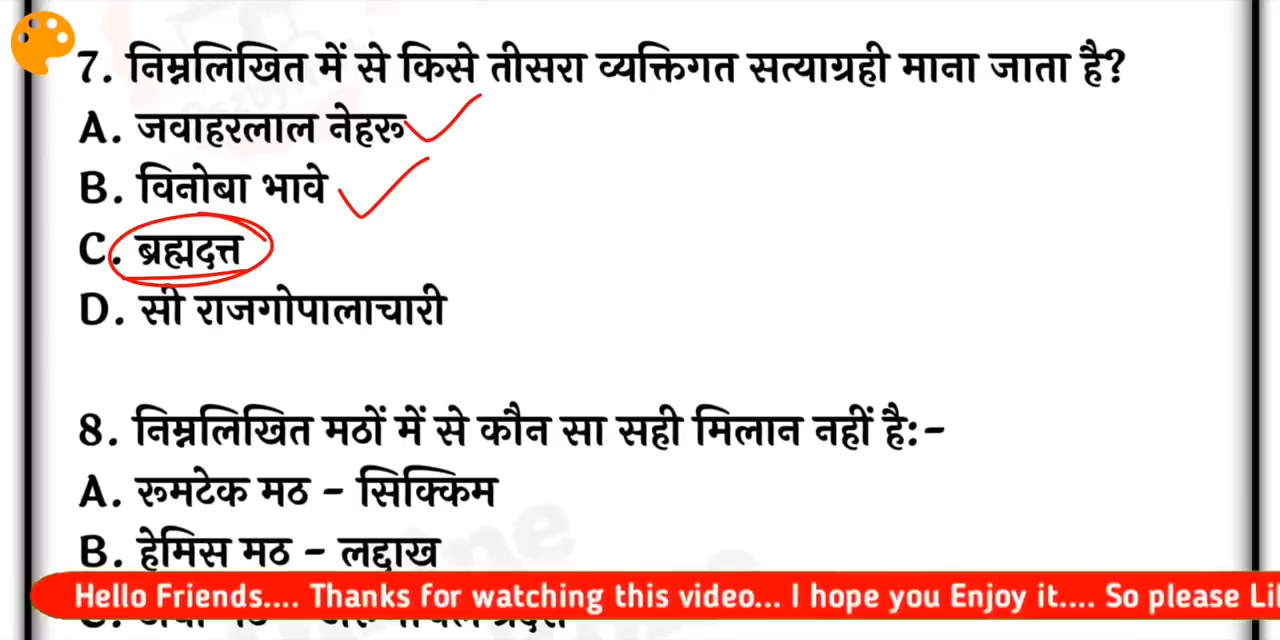 7. निम्नलिखित में से किसे तीसरा व्यक्तिगत सत्याग्रही माना जाता है?
A. जवाहरलाल नेहरू
B. विनोबा भावे
C. ब्रह्मदत्त
D. सी राजगोपालाचारी
8. निम्नलिखित मठों में से कौन सा सही मिलान नहीं है:-
A. रूमटेक मठ - सिक्किम
B. हेमिस मठ - लद्दाख
Hello Friends.... Thanks for watching this video... I hope you Enjoy it.... So please Li